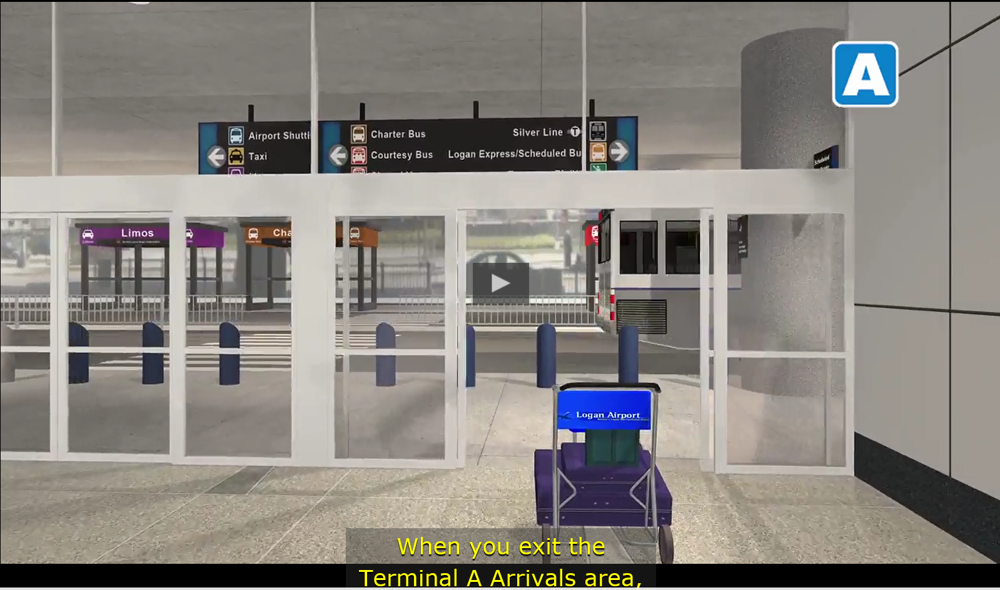 A
Airport Shuttl
Taxi
Charter Bus
Courtesy Bus
Silver Line T
Logan Express/Scheduled Bu
Scheduled
Limos
Cha
Logan Airport
When you exit the
Terminal A Arrivals area,